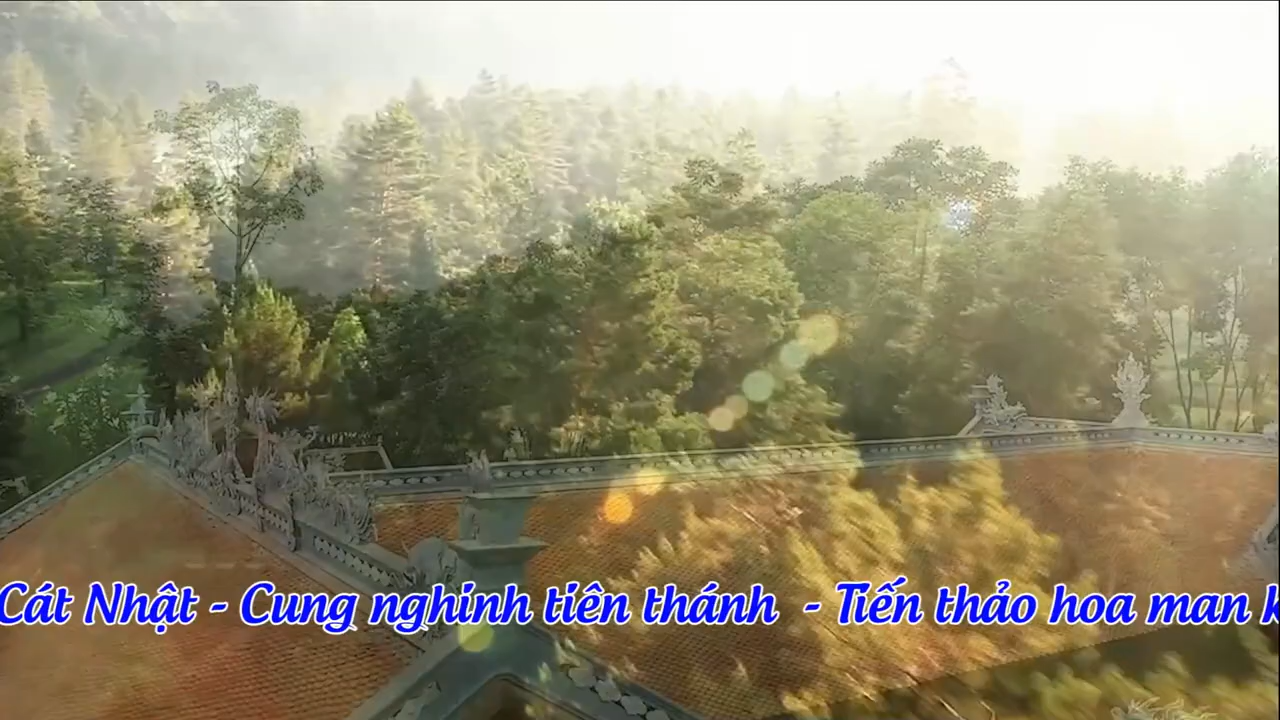 Cát Nhật - Cung nghinh tiên thánh - Tiến thảo hoa man